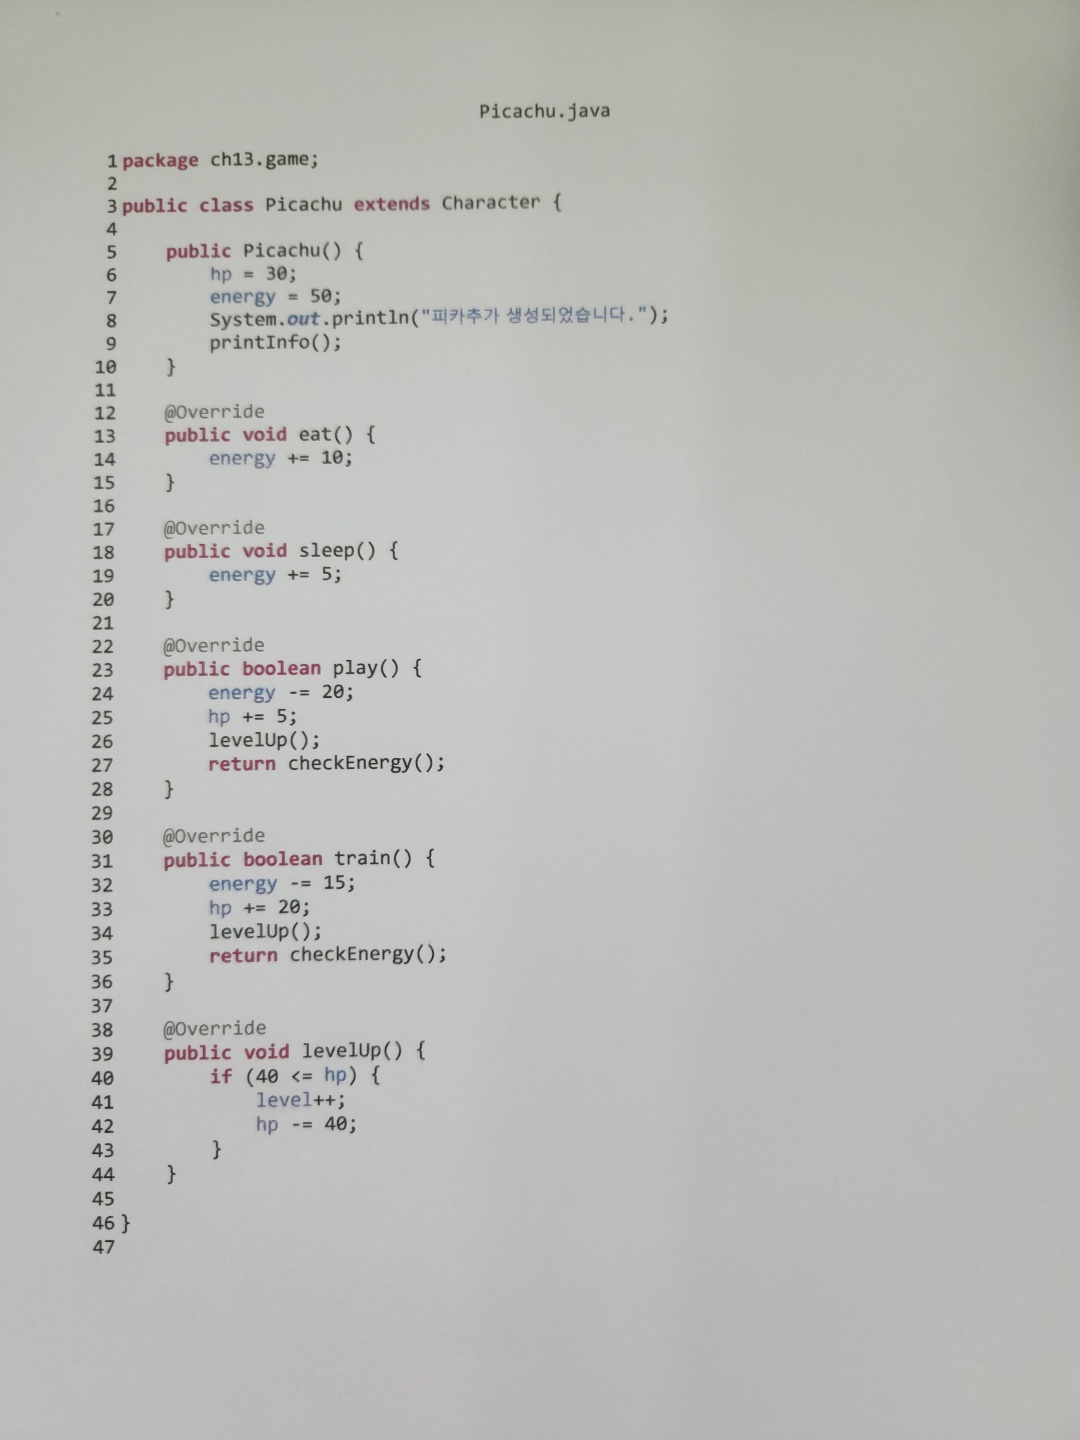 Picachu.java
1 package ch13.game;
2
3 public class Picachu extends Character {
4
5     public Picachu() {
6         hp = 30;
7         energy = 50;
8         System.out.println("피카추가 생성되었습니다.");
9         printInfo();
10     }
11
12     @Override
13     public void eat() {
14         energy += 10;
15     }
16
17     @Override
18     public void sleep() {
19         energy += 5;
20     }
21
22     @Override
23     public boolean play() {
24         energy -= 20;
25         hp += 5;
26         levelUp();
27         return checkEnergy();
28     }
29
30     @Override
31     public boolean train() {
32         energy -= 15;
33         hp += 20;
34         levelUp();
35         return checkEnergy();
36     }
37
38     @Override
39     public void levelUp() {
40         if (40 <= hp) {
41             level++;
42             hp -= 40;
43         }
44     }
45
46 }
47